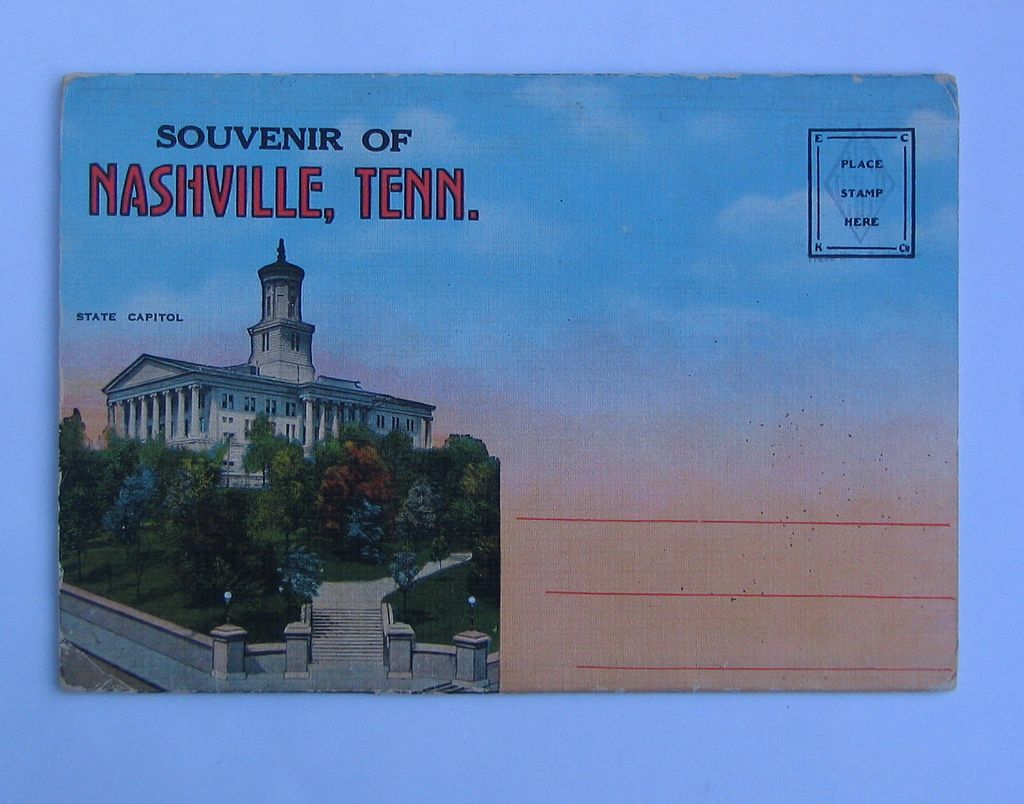 SOUVENIR OF
NASHVILLE, TENN.
STATE CAPITOL
E C
PLACE
STAMP
HERE
K Co